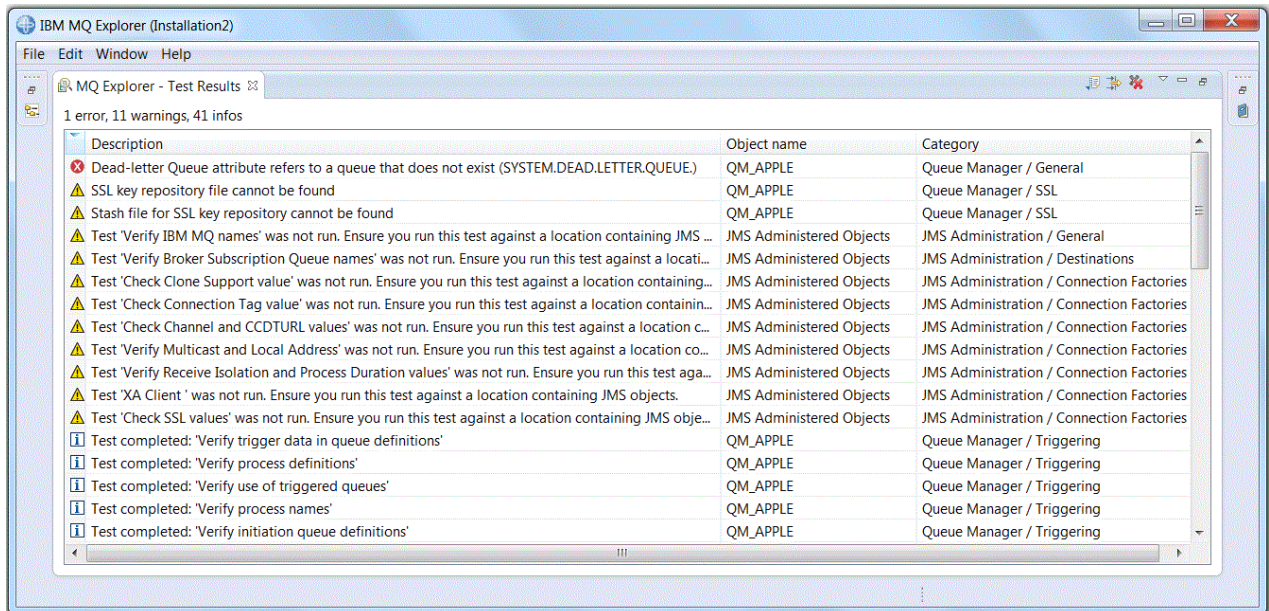 IBM MQ Explorer (Installation2)
File Edit Window Help
MQ Explorer - Test Results
1 error, 11 warnings, 41 infos
Description Object name Category
Dead-letter Queue attribute refers to a queue that does not exist (SYSTEM.DEAD.LETTER.QUEUE.) QM_APPLE Queue Manager / General
SSL key repository file cannot be found QM_APPLE Queue Manager / SSL
Stash file for SSL key repository cannot be found QM_APPLE Queue Manager / SSL
Test 'Verify IBM MQ names' was not run. Ensure you run this test against a location containing JMS ... JMS Administered Objects JMS Administration / General
Test 'Verify Broker Subscription Queue names' was not run. Ensure you run this test against a locati... JMS Administered Objects JMS Administration / Destinations
Test 'Check Clone Support value' was not run. Ensure you run this test against a location containing... JMS Administered Objects JMS Administration / Connection Factories
Test 'Check Connection Tag value' was not run. Ensure you run this test against a location containin... JMS Administered Objects JMS Administration / Connection Factories
Test 'Check Channel and CCDTURL values' was not run. Ensure you run this test against a location c... JMS Administered Objects JMS Administration / Connection Factories
Test 'Verify Multicast and Local Address' was not run. Ensure you run this test against a location co... JMS Administered Objects JMS Administration / Connection Factories
Test 'Verify Receive Isolation and Process Duration values' was not run. Ensure you run this test aga... JMS Administered Objects JMS Administration / Connection Factories
Test 'XA Client ' was not run. Ensure you run this test against a location containing JMS objects. JMS Administered Objects JMS Administration / Connection Factories
Test 'Check SSL values' was not run. Ensure you run this test against a location containing JMS obje... JMS Administered Objects JMS Administration / Connection Factories
Test completed: 'Verify trigger data in queue definitions' QM_APPLE Queue Manager / Triggering
Test completed: 'Verify process definitions' QM_APPLE Queue Manager / Triggering
Test completed: 'Verify use of triggered queues' QM_APPLE Queue Manager / Triggering
Test completed: 'Verify process names' QM_APPLE Queue Manager / Triggering
Test completed: 'Verify initiation queue definitions' QM_APPLE Queue Manager / Triggering